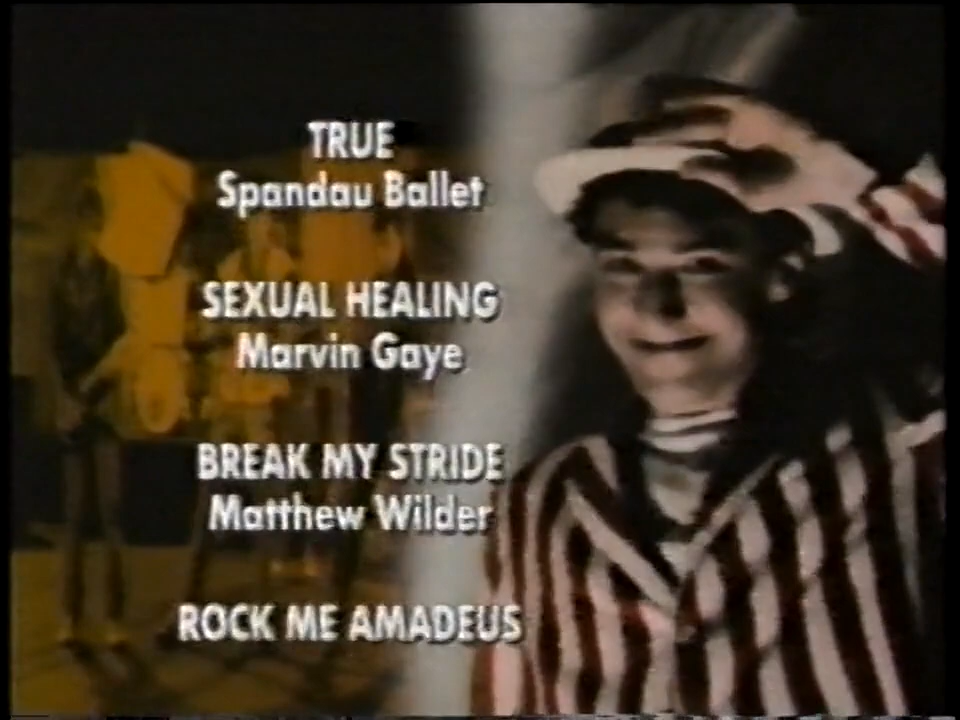 TRUE
Spandau Ballet
SEXUAL HEALING
Marvin Gaye
BREAK MY STRIDE
Matthew Wilder
ROCK ME AMADEUS